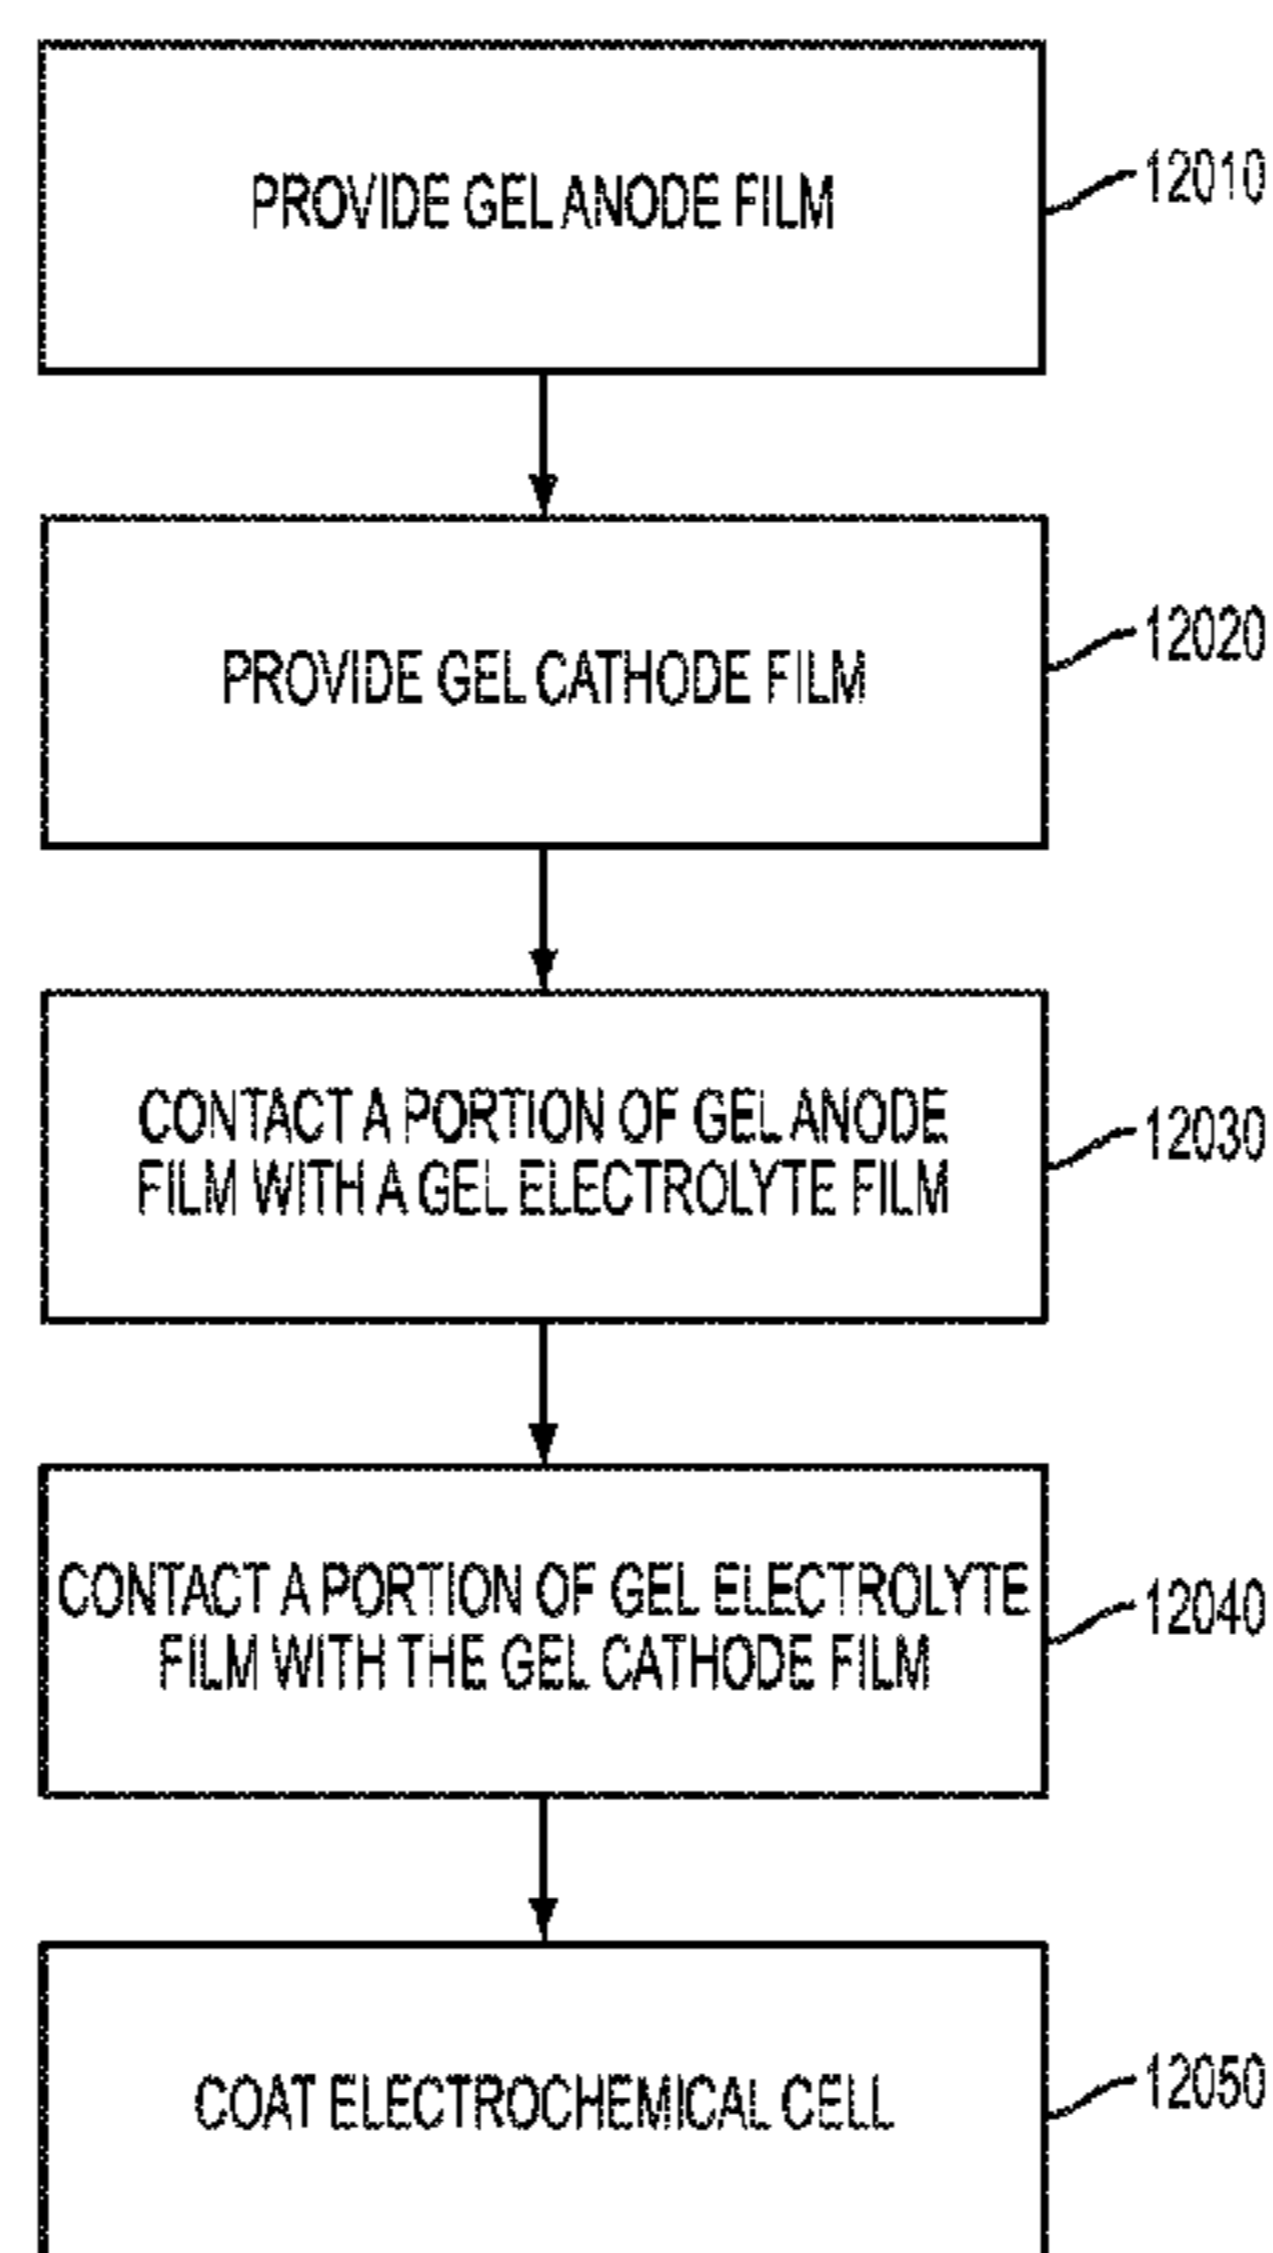 PROVIDE GEL ANODE FILM
12010
PROVIDE GEL CATHODE FILM
12020
CONTACT A PORTION OF GEL ANODE
FILM WITH A GEL ELECTROLYTE FILM
12030
CONTACT A PORTION OF GEL ELECTROLYTE
FILM WITH THE GEL CATHODE FILM
12040
COAT ELECTROCHEMICAL CELL
12050